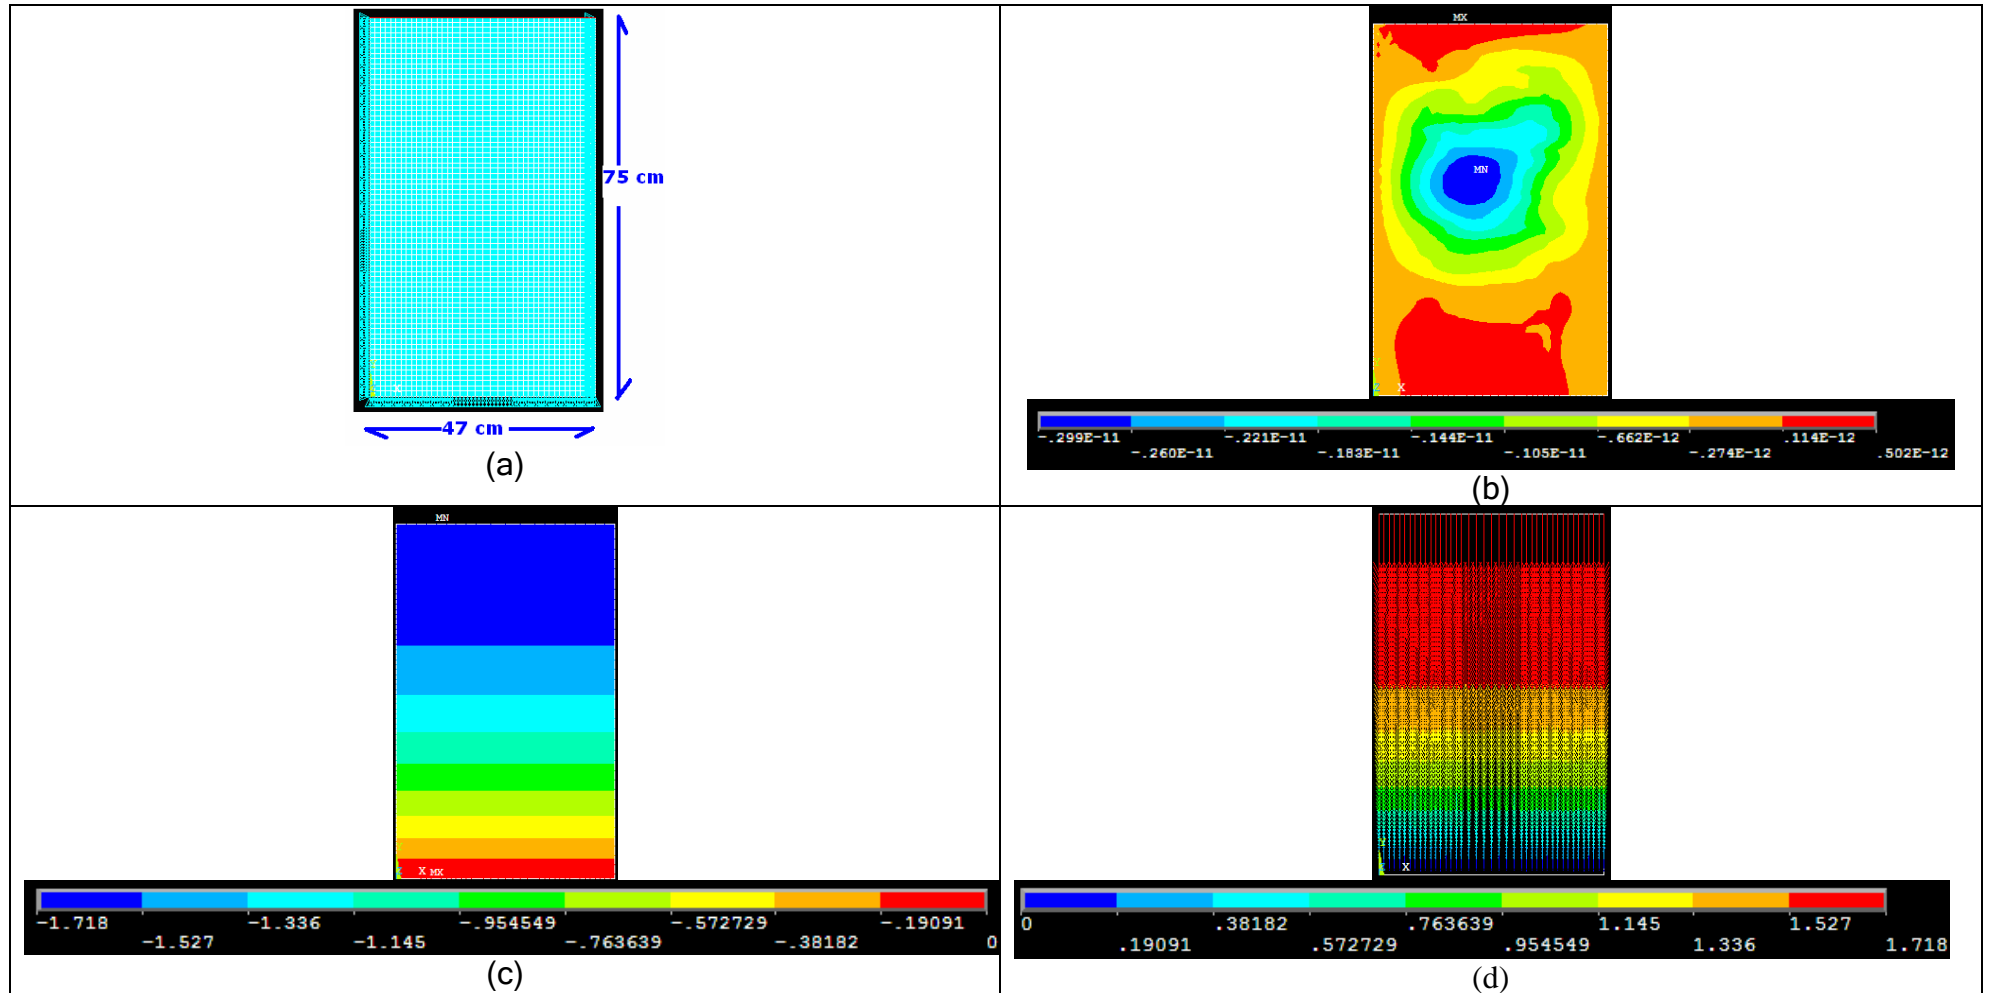 75 cm
X
47 cm
(a)
MX
MN
X
-.299E-11 -.221E-11 -.144E-11 -.662E-12 .114E-12
-.260E-11 -.183E-11 -.105E-11 -.274E-12 .502E-12
(b)
MN
X MX
-1.718 -1.336 -.954549 -.572729 -.19091
-1.527 -1.145 -.763639 -.38182 0
(c)
Y
X
0 .38182 .763639 1.145 1.527
.19091 .572729 .954549 1.336 1.718
(d)